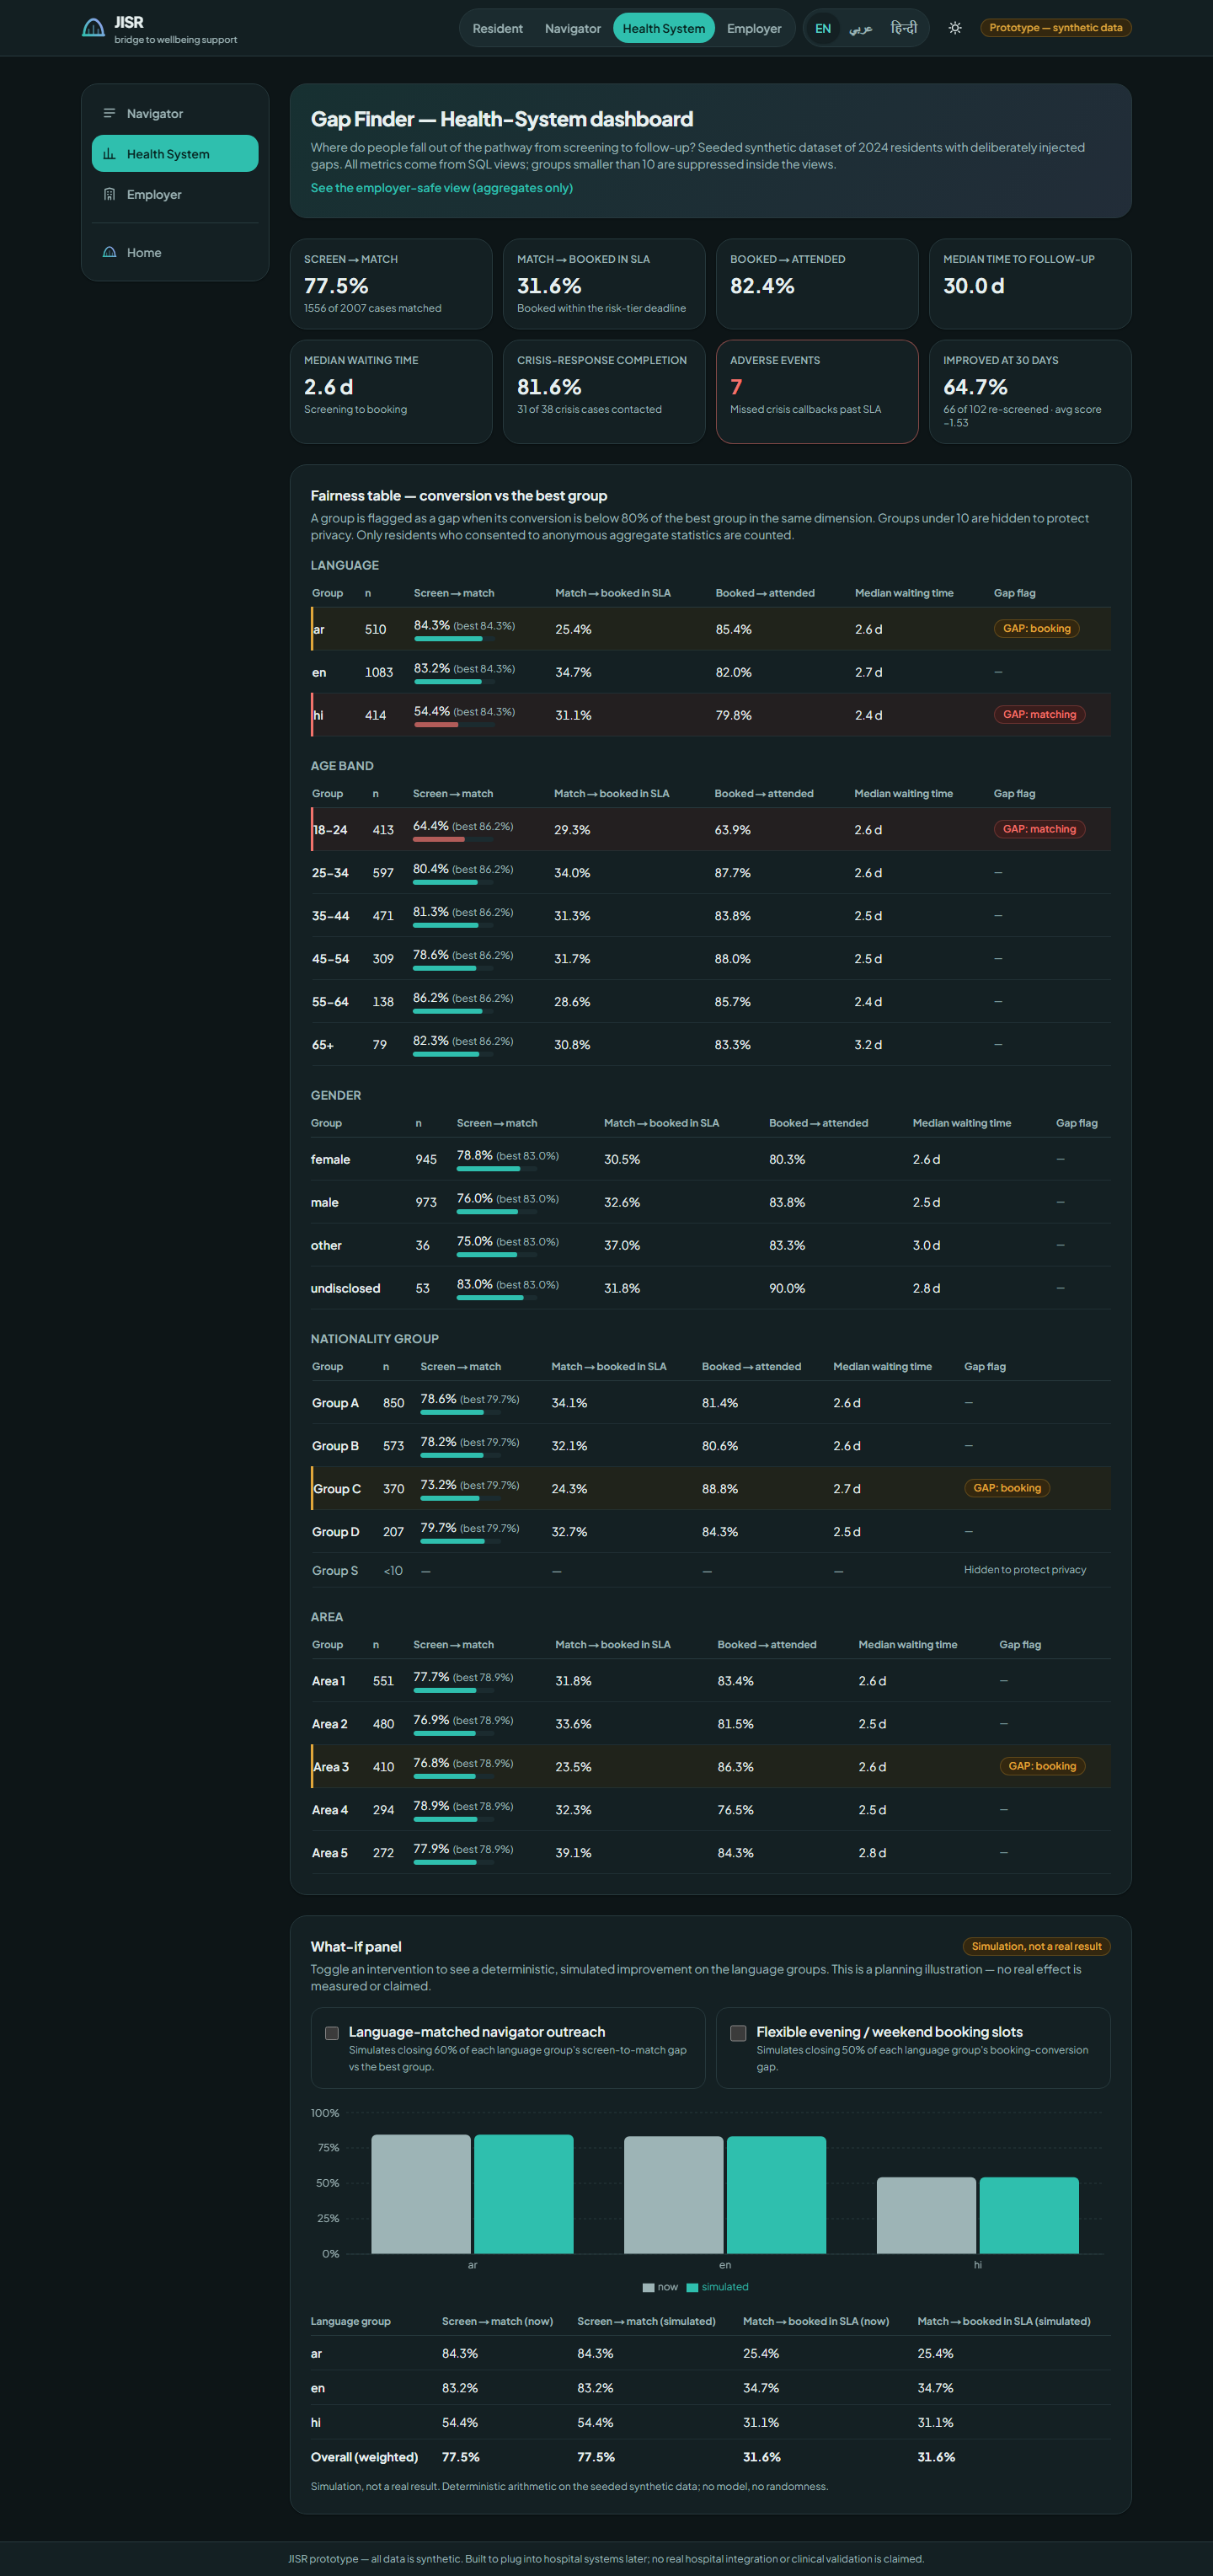 JISR
bridge to wellbeing support
Resident Navigator Health System Employer
EN عربي हिन्दी
Prototype — synthetic data
Navigator
Health System
Employer
Home
Gap Finder — Health-System dashboard
Where do people fall out of the pathway from screening to follow-up? Seeded synthetic dataset of 2024 residents with deliberately injected
gaps. All metrics come from SQL views; groups smaller than 10 are suppressed inside the views.
See the employer-safe view (aggregates only)
SCREEN → MATCH
77.5%
1556 of 2007 cases matched
MATCH → BOOKED IN SLA
31.6%
Booked within the risk-tier deadline
BOOKED → ATTENDED
82.4%
MEDIAN TIME TO FOLLOW-UP
30.0 d
MEDIAN WAITING TIME
2.6 d
Screening to booking
CRISIS-RESPONSE COMPLETION
81.6%
31 of 38 crisis cases contacted
ADVERSE EVENTS
7
Missed crisis callbacks past SLA
IMPROVED AT 30 DAYS
64.7%
66 of 102 re-screened · avg score
−1.53
Fairness table — conversion vs the best group
A group is flagged as a gap when its conversion is below 80% of the best group in the same dimension. Groups under 10 are hidden to protect
privacy. Only residents who consented to anonymous aggregate statistics are counted.
LANGUAGE
Group n Screen → match Match → booked in SLA Booked → attended Median waiting time Gap flag
ar 510 84.3% (best 84.3%) 25.4% 85.4% 2.6 d GAP: booking
en 1083 83.2% (best 84.3%) 34.7% 82.0% 2.7 d —
hi 414 54.4% (best 84.3%) 31.1% 79.8% 2.4 d GAP: matching
AGE BAND
Group n Screen → match Match → booked in SLA Booked → attended Median waiting time Gap flag
18–24 413 64.4% (best 86.2%) 29.3% 63.9% 2.6 d GAP: matching
25–34 597 80.4% (best 86.2%) 34.0% 87.7% 2.6 d —
35–44 471 81.3% (best 86.2%) 31.3% 83.8% 2.5 d —
45–54 309 78.6% (best 86.2%) 31.7% 88.0% 2.6 d —
55–64 138 86.2% (best 86.2%) 28.6% 85.7% 2.4 d —
65+ 79 82.3% (best 86.2%) 30.8% 83.3% 3.2 d —
GENDER
Group n Screen → match Match → booked in SLA Booked → attended Median waiting time Gap flag
female 945 78.8% (best 83.0%) 30.5% 80.3% 2.6 d —
male 973 76.0% (best 83.0%) 32.6% 83.8% 2.5 d —
other 36 75.0% (best 83.0%) 37.0% 83.3% 3.0 d —
undisclosed 53 83.0% (best 83.0%) 31.8% 90.0% 2.8 d —
NATIONALITY GROUP
Group n Screen → match Match → booked in SLA Booked → attended Median waiting time Gap flag
Group A 850 78.6% (best 79.7%) 34.1% 81.4% 2.6 d —
Group B 573 78.2% (best 79.7%) 32.1% 80.6% 2.6 d —
Group C 370 73.2% (best 79.7%) 24.3% 88.8% 2.7 d GAP: booking
Group D 207 79.7% (best 79.7%) 32.7% 84.3% 2.5 d —
Group S <10 — — — — Hidden to protect privacy
AREA
Group n Screen → match Match → booked in SLA Booked → attended Median waiting time Gap flag
Area 1 551 77.7% (best 78.9%) 31.8% 83.4% 2.6 d —
Area 2 480 76.9% (best 78.9%) 33.6% 81.5% 2.5 d —
Area 3 410 76.8% (best 78.9%) 23.5% 86.3% 2.6 d GAP: booking
Area 4 294 78.9% (best 78.9%) 32.3% 76.5% 2.5 d —
Area 5 272 77.9% (best 78.9%) 39.1% 84.3% 2.8 d —
What-if panel
Simulation, not a real result
Toggle an intervention to see a deterministic, simulated improvement on the language groups. This is a planning illustration — no real effect is
measured or claimed.
Language-matched navigator outreach
Simulates closing 60% of each language group's screen-to-match gap
vs the best group.
Flexible evening / weekend booking slots
Simulates closing 50% of each language group's booking-conversion
gap.
100%
75%
50%
25%
0%
ar en hi
now simulated
Language group Screen → match (now) Screen → match (simulated) Match → booked in SLA (now) Match → booked in SLA (simulated)
ar 84.3% 84.3% 25.4% 25.4%
en 83.2% 83.2% 34.7% 34.7%
hi 54.4% 54.4% 31.1% 31.1%
Overall (weighted) 77.5% 77.5% 31.6% 31.6%
Simulation, not a real result. Deterministic arithmetic on the seeded synthetic data; no model, no randomness.
JISR prototype — all data is synthetic. Built to plug into hospital systems later; no real hospital integration or clinical validation is claimed.